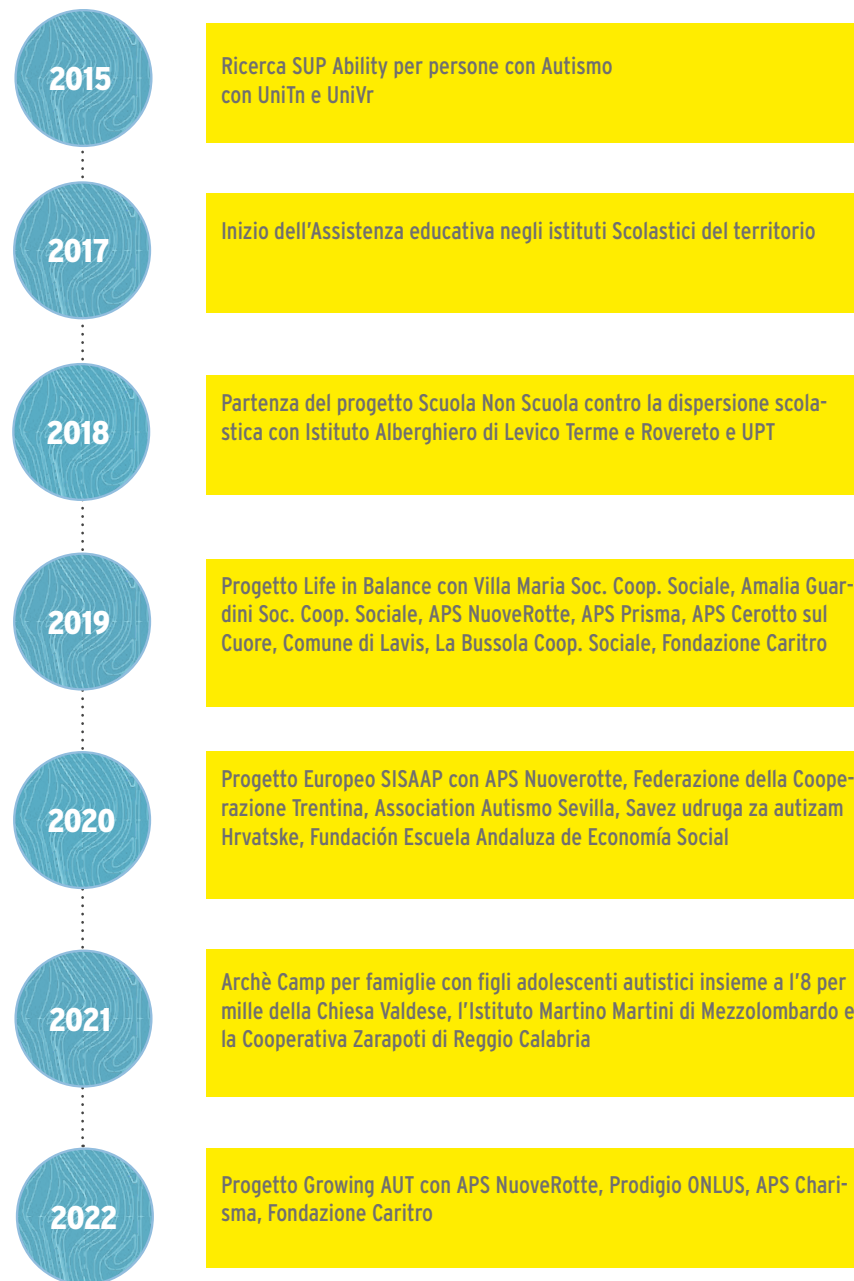 2015
Ricerca SUP Ability per persone con Autismo
con UniTn e UniVr
2017
Inizio dell'Assistenza educativa negli istituti Scolastici del territorio
2018
Partenza del progetto Scuola Non Scuola contro la dispersione scola-
stica con Istituto Alberghiero di Levico Terme e Rovereto e UPT
2019
Progetto Life in Balance con Villa Maria Soc. Coop. Sociale, Amalia Guar-
dini Soc. Coop. Sociale, APS NuoveRotte, APS Prisma, APS Cerotto sul
Cuore, Comune di Lavis, La Bussola Coop. Sociale, Fondazione Caritro
2020
Progetto Europeo SISAAP con APS Nuoverotte, Federazione della Coope-
razione Trentina, Association Autismo Sevilla, Savez udruga za autizam
Hrvatske, Fundación Escuela Andaluza de Economía Social
2021
Archè Camp per famiglie con figli adolescenti autistici insieme a l'8 per
mille della Chiesa Valdese, l'Istituto Martino Martini di Mezzolombardo e
la Cooperativa Zarapoti di Reggio Calabria
2022
Progetto Growing AUT con APS NuoveRotte, Prodigio ONLUS, APS Chari-
sma, Fondazione Caritro